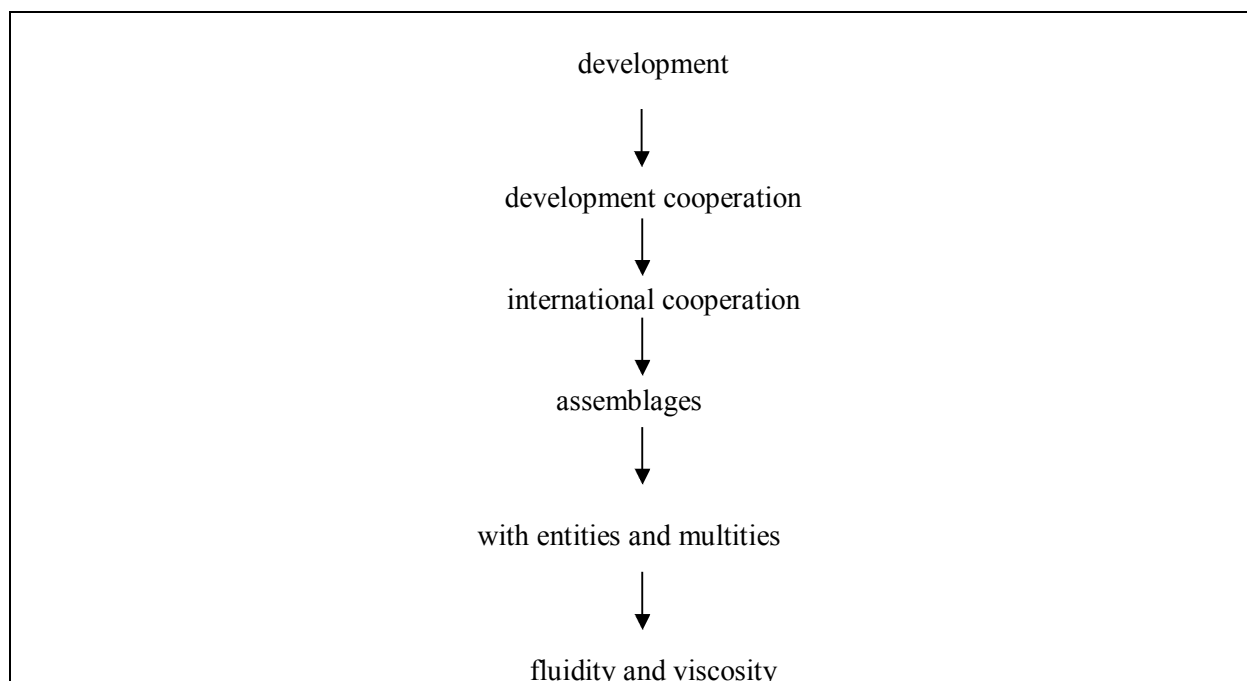 development
development cooperation
international cooperation
assemblages
with entities and multities
fluidity and viscosity